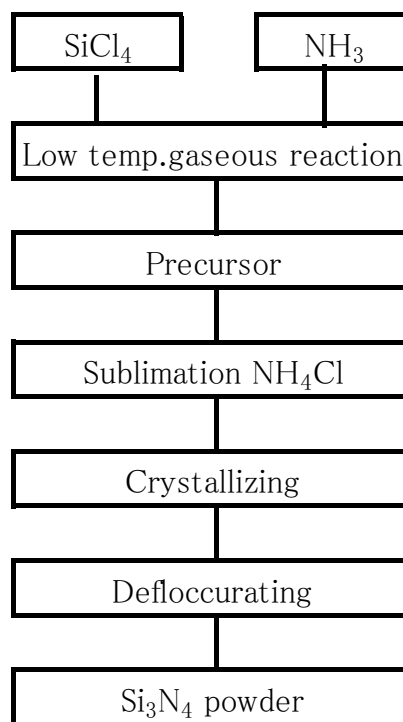 SiCl₄
NH₃
Low temp.gaseous reaction
Precursor
Sublimation NH₄Cl
Crystallizing
Defloccurating
Si₃N₄ powder